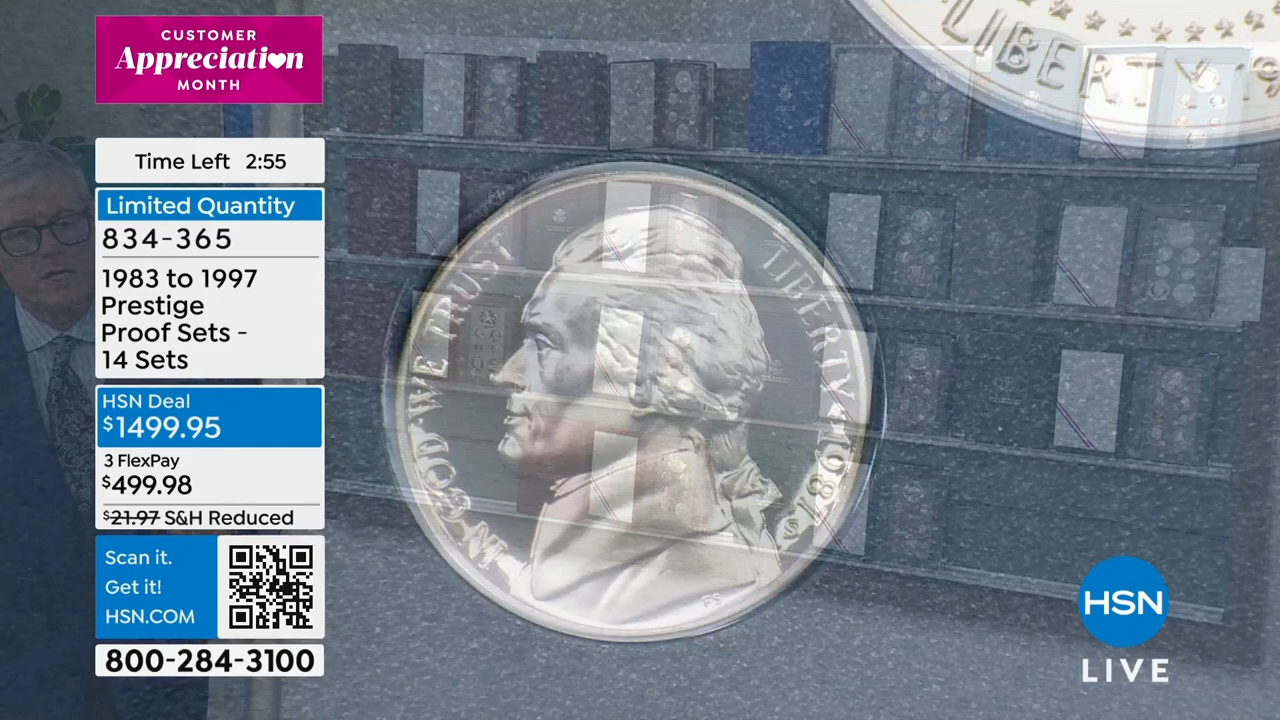 CUSTOMER
Appreciation
MONTH
Time Left 2:55
Limited Quantity
834-365
1983 to 1997
Prestige
Proof Sets -
14 Sets
HSN Deal
$1499.95
3 FlexPay
$499.98
$21.97 S&H Reduced
Scan it.
Get it!
HSN.COM
800-284-3100
LIBERTY
IN GOD WE TRUST
LIBERTY
FS
HSN
LIVE